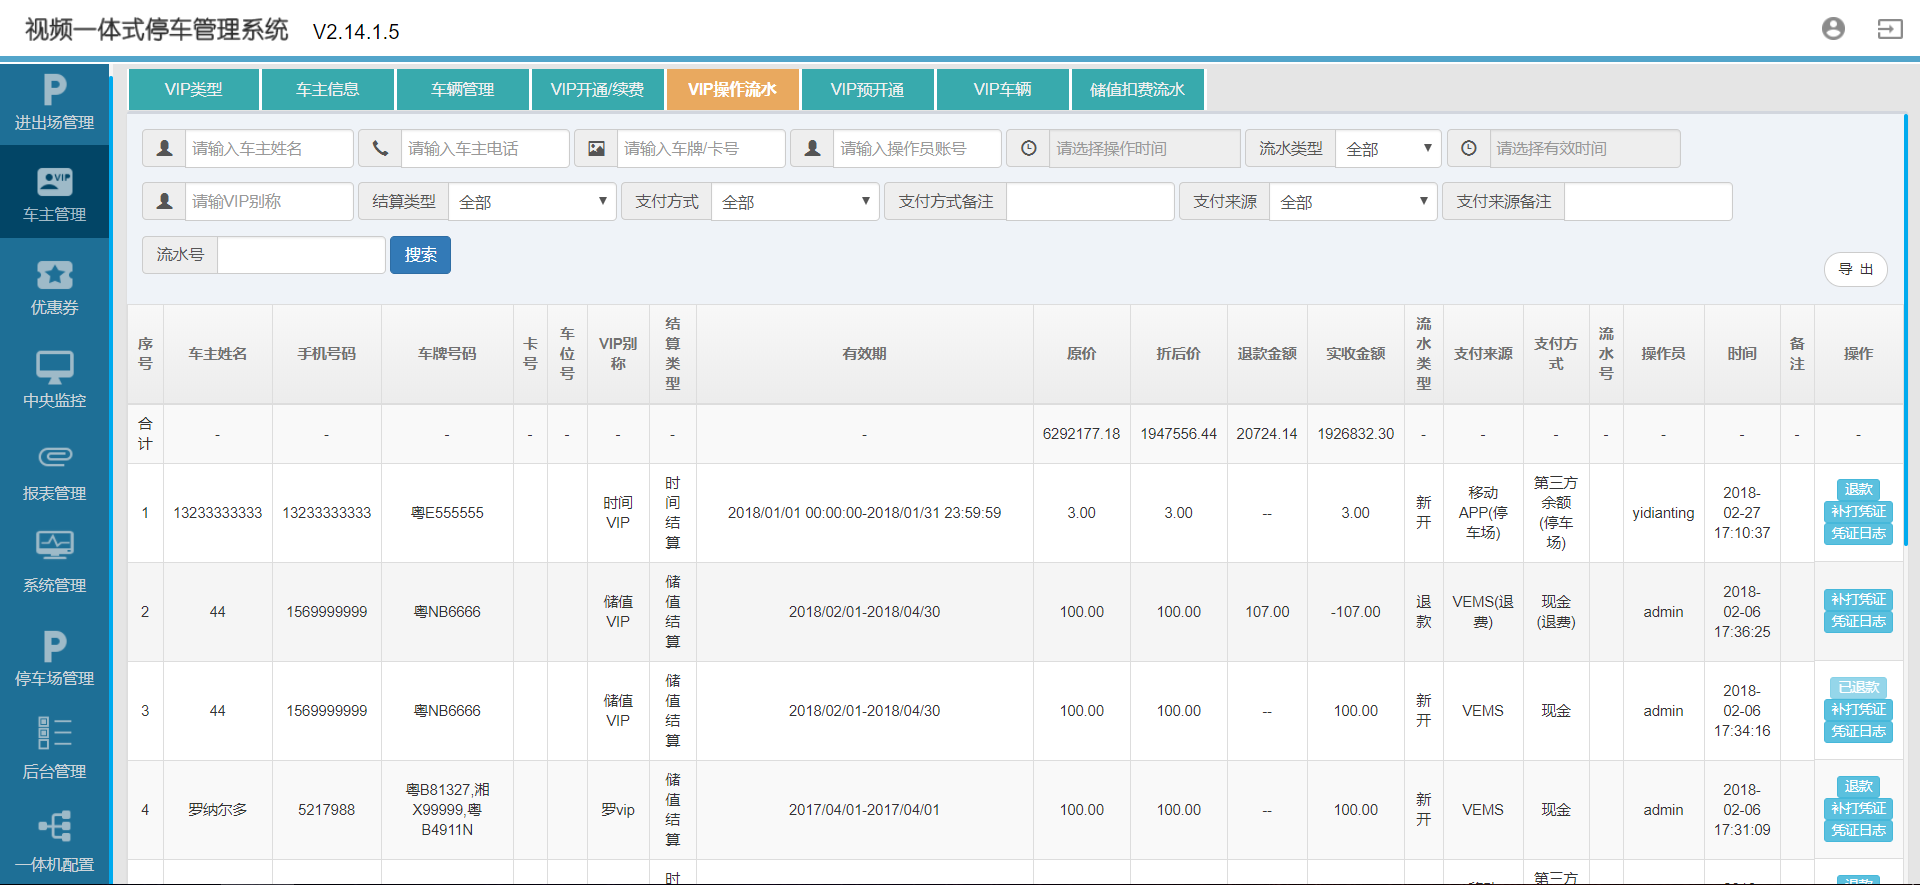 视频一体式停车管理系统 V2.14.1.5
进出场管理
车主管理
优惠券
中央监控
报表管理
系统管理
停车场管理
后台管理
一体机配置
VIP类型 车主信息 车辆管理 VIP开通/续费 VIP操作流水 VIP预开通 VIP车辆 储值扣费流水
请输入车主姓名 请输入车主电话 请输入车牌/卡号 请输入操作员账号 请选择操作时间 流水类型 全部 请选择有效时间
请输VIP别称 结算类型 全部 支付方式 全部 支付方式备注 支付来源 全部 支付来源备注
流水号 搜索
导 出
序号 车主姓名 手机号码 车牌号码 卡号 车位号 VIP别称 结算类型 有效期 原价 折后价 退款金额 实收金额 流水类型 支付来源 支付方式 流水号 操作员 时间 备注 操作
合计 - - - - - - - - 6292177.18 1947556.44 20724.14 1926832.30 - - - - - - - -
1 13233333333 13233333333 粤E555555 时间VIP 时间结算 2018/01/01 00:00:00-2018/01/31 23:59:59 3.00 3.00 -- 3.00 新开 移动APP(停车场) 第三方余额(停车场) yidianting 2018-02-27 17:10:37 退款 补打凭证 凭证日志
2 44 1569999999 粤NB6666 储值VIP 储值结算 2018/02/01-2018/04/30 100.00 100.00 107.00 -107.00 退款 VEMS(退费) 现金(退费) admin 2018-02-06 17:36:25 补打凭证 凭证日志
3 44 1569999999 粤NB6666 储值VIP 储值结算 2018/02/01-2018/04/30 100.00 100.00 -- 100.00 新开 VEMS 现金 admin 2018-02-06 17:34:16 已退款 补打凭证 凭证日志
4 罗纳尔多 5217988 粤B81327,湘X99999,粤B4911N 罗vip 储值结算 2017/04/01-2017/04/01 100.00 100.00 -- 100.00 新开 VEMS 现金 admin 2018-02-06 17:31:09 退款 补打凭证 凭证日志
时 第三方